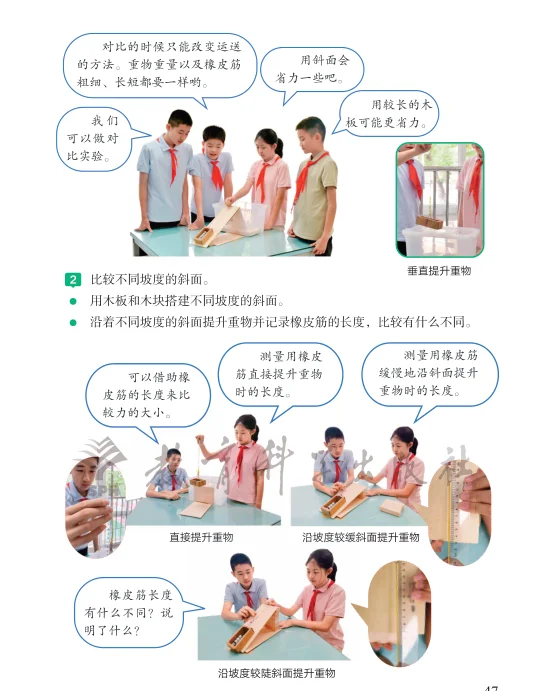 对比的时候只能改变运送
的方法。重物重量以及橡皮筋
粗细、长短都要一样哟。
用斜面会
省力一些吧。
用较长的木
板可能更省力。
我们
可以做对
比实验。
垂直提升重物
2 比较不同坡度的斜面。
● 用木板和木块搭建不同坡度的斜面。
● 沿着不同坡度的斜面提升重物并记录橡皮筋的长度，比较有什么不同。
可以借助橡
皮筋的长度来比
较力的大小。
测量用橡皮
筋直接提升重物
时的长度。
测量用橡皮筋
缓慢地沿斜面提升
重物时的长度。
教育科学出版社
直接提升重物
沿坡度较缓斜面提升重物
橡皮筋长度
有什么不同？说
明了什么？
沿坡度较陡斜面提升重物
47